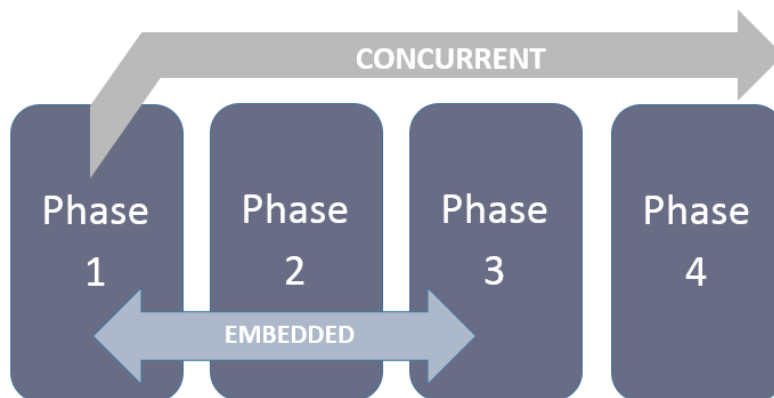 CONCURRENT
Phase
1
Phase
2
Phase
3
Phase
4
EMBEDDED